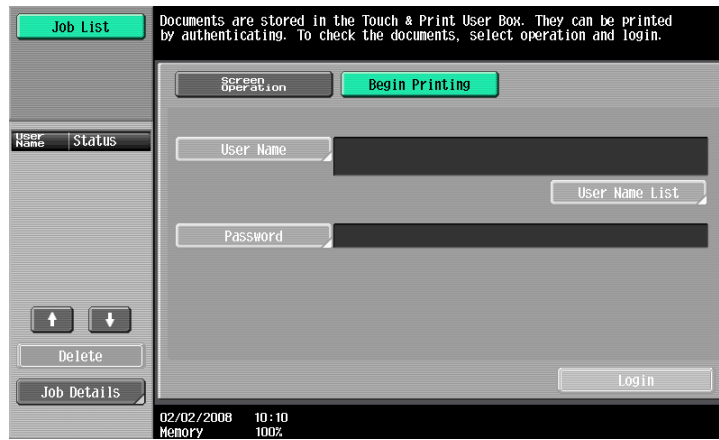 Job List
Documents are stored in the Touch & Print User Box. They can be printed
by authenticating. To check the documents, select operation and login.
Screen
Operation
Begin Printing
User
Name
Status
User Name
User Name List
Password
Delete
Job Details
Login
02/02/2008 10:10
Memory 100%